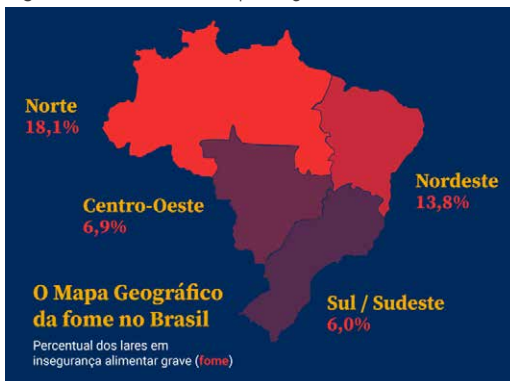 Norte
18,1%
Nordeste
13,8%
Centro-Oeste
6,9%
O Mapa Geográfico
da fome no Brasil
Percentual dos lares em
insegurança alimentar grave (fome)
Sul / Sudeste
6,0%